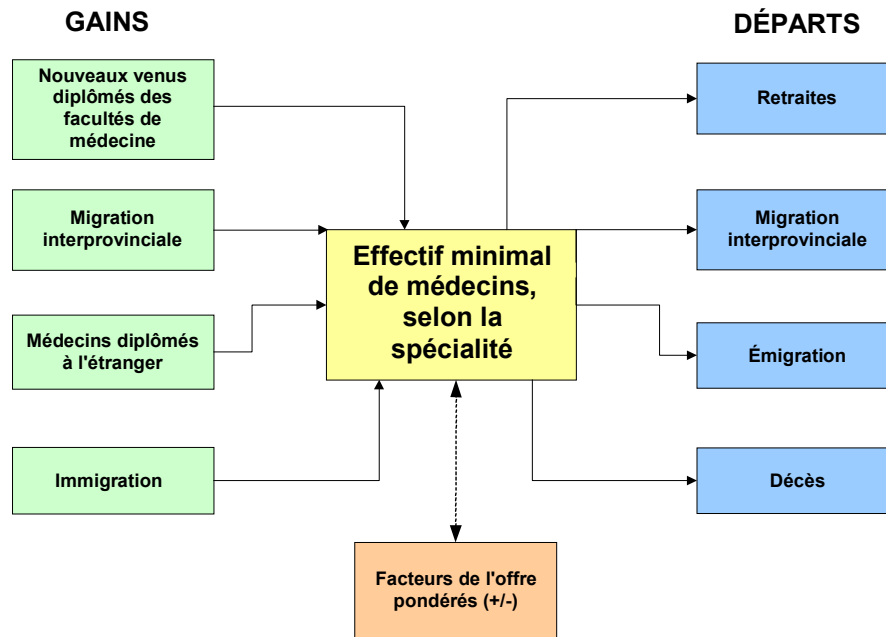 GAINS
DÉPARTS
Nouveaux venus
diplômés des
facultés de
médecine
Retraites
Migration
interprovinciale
Migration
interprovinciale
Effectif minimal
de médecins,
selon la
spécialité
Médecins diplômés
à l'étranger
Émigration
Immigration
Décès
Facteurs de l'offre
pondérés (+/-)